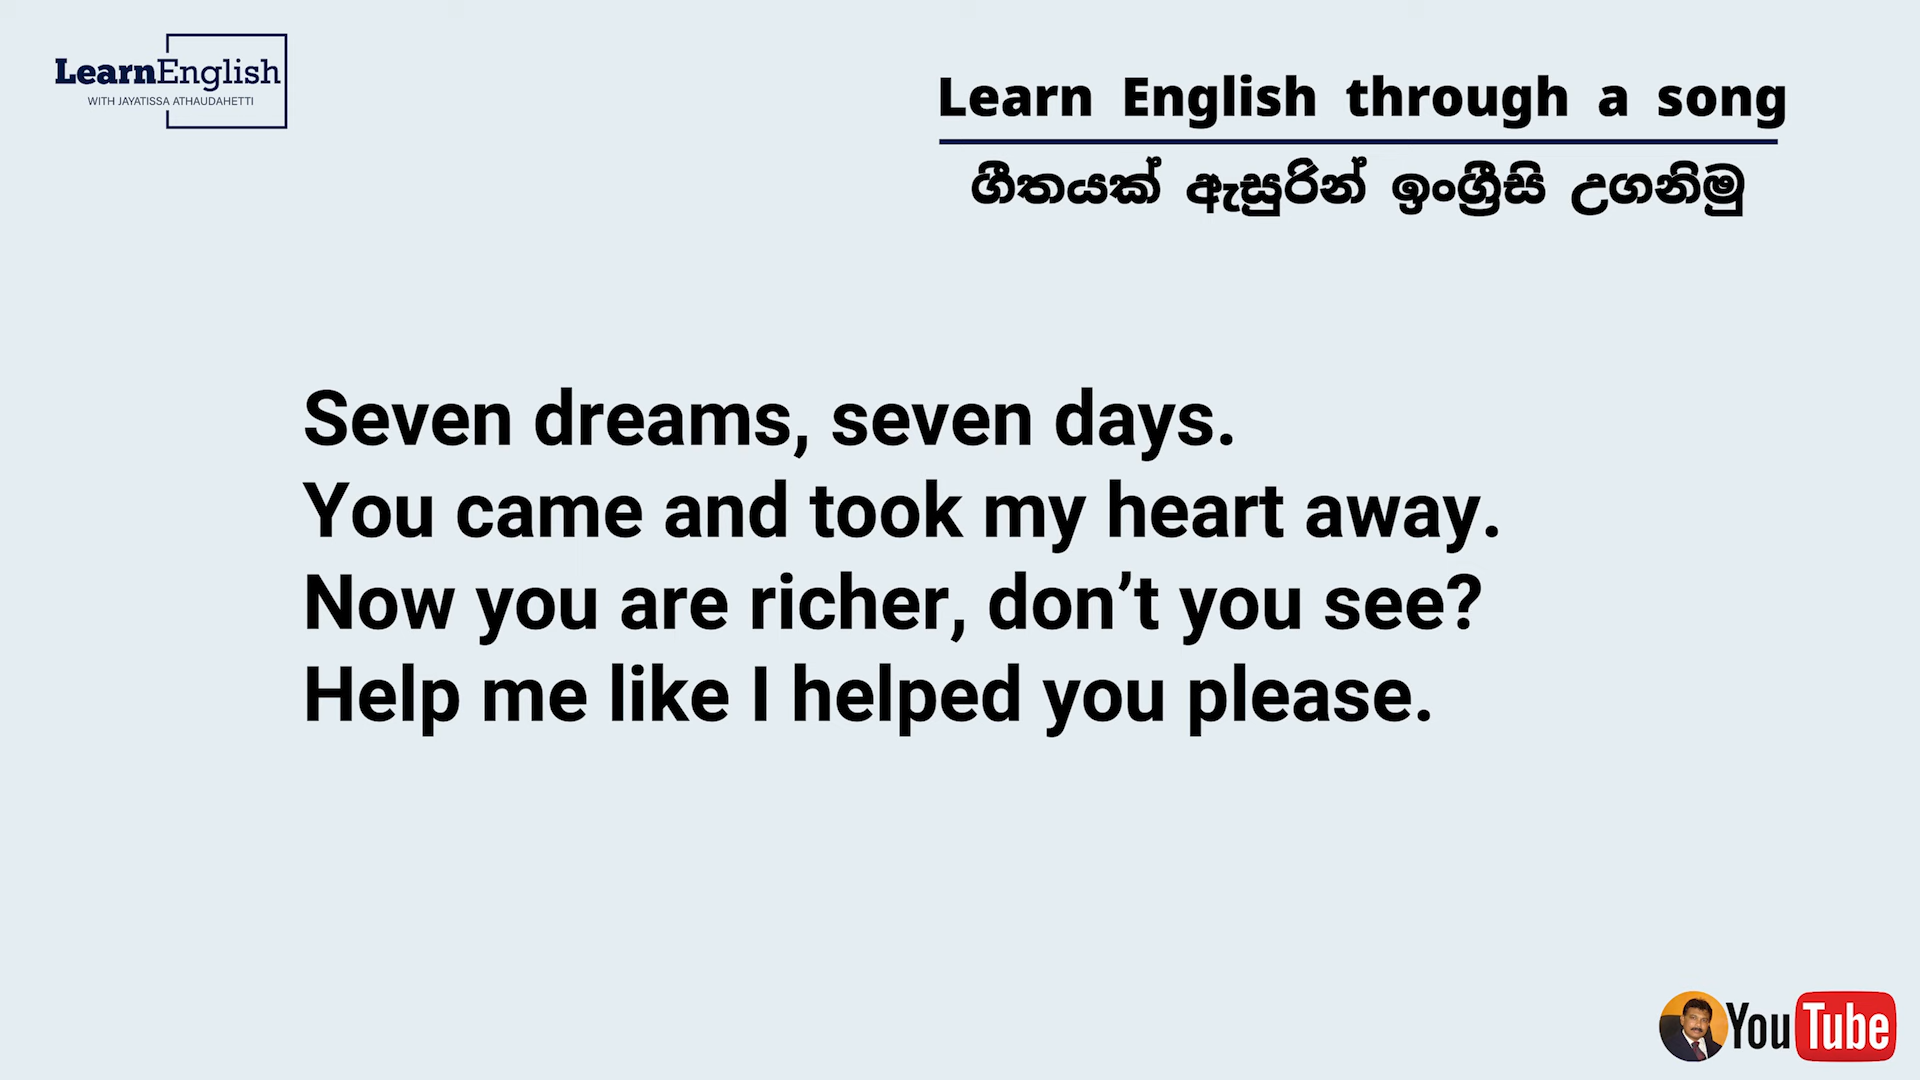 LearnEnglish
WITH JAYATISSA ATHAUDAHETTI
Learn English through a song
ගීතයක් ඇසුරින් ඉංග්‍රීසි උගනිමු
Seven dreams, seven days.
You came and took my heart away.
Now you are richer, don’t you see?
Help me like I helped you please.
YouTube